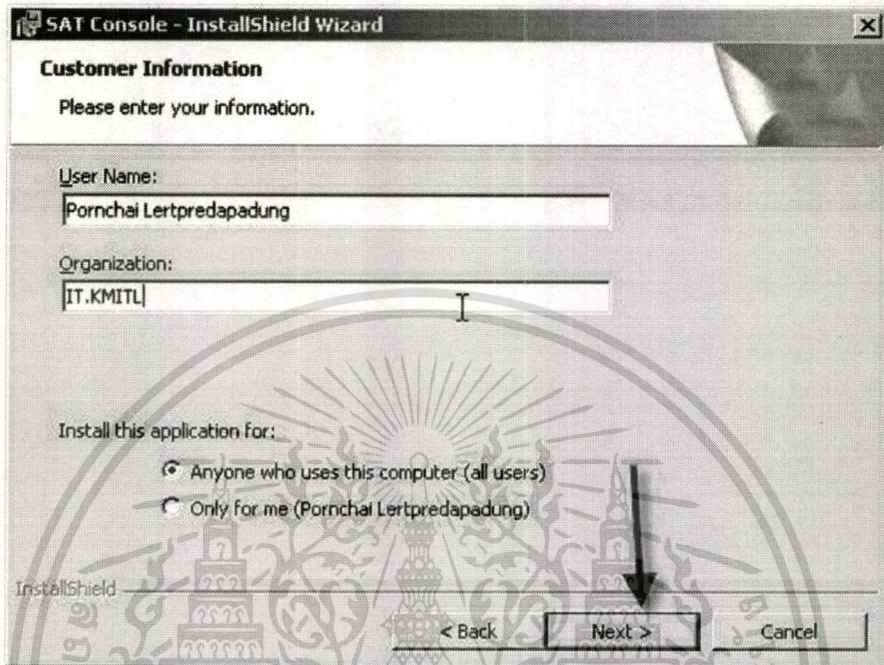 SAT Console - InstallShield Wizard
Customer Information
Please enter your information.
User Name:
Pornchai Lertpredapadung
Organization:
IT.KMITL
Install this application for:
Anyone who uses this computer (all users)
Only for me (Pornchai Lertpredapadung)
InstallShield
< Back
Next >
Cancel